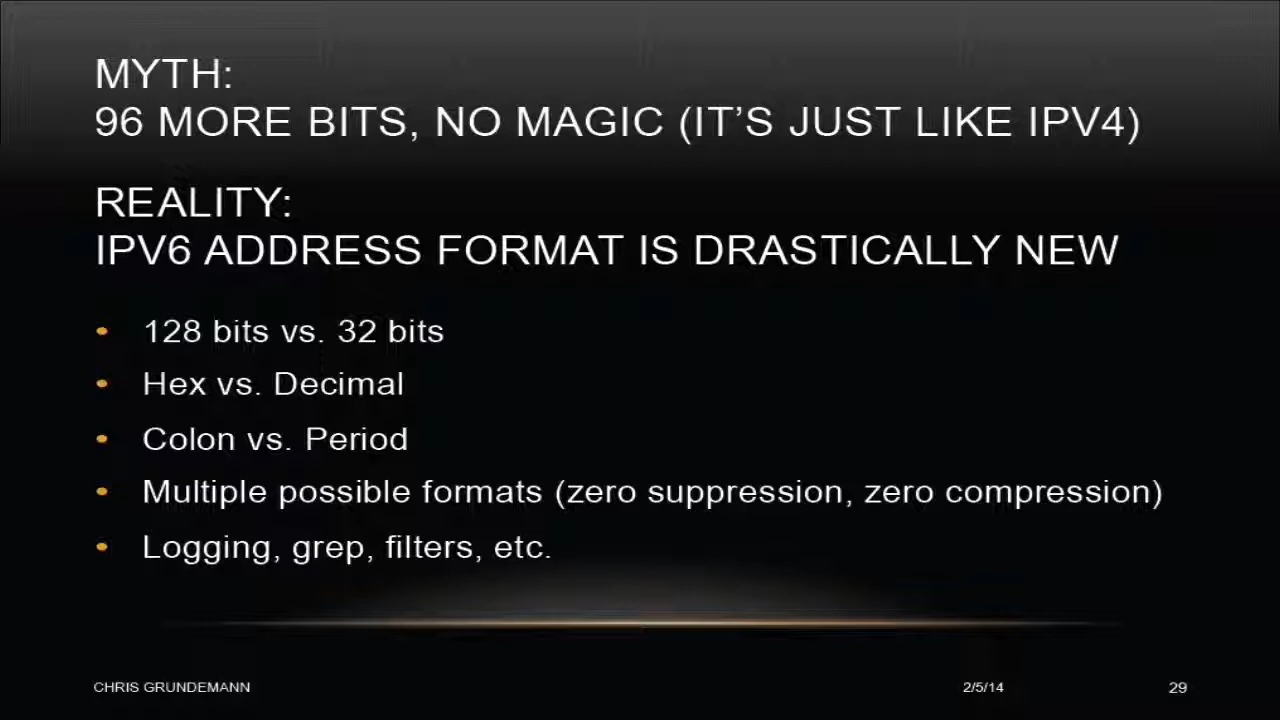 MYTH:
96 MORE BITS, NO MAGIC (IT’S JUST LIKE IPV4)
REALITY:
IPV6 ADDRESS FORMAT IS DRASTICALLY NEW
• 128 bits vs. 32 bits
• Hex vs. Decimal
• Colon vs. Period
• Multiple possible formats (zero suppression, zero compression)
• Logging, grep, filters, etc.
CHRIS GRUNDEMANN 2/5/14 29